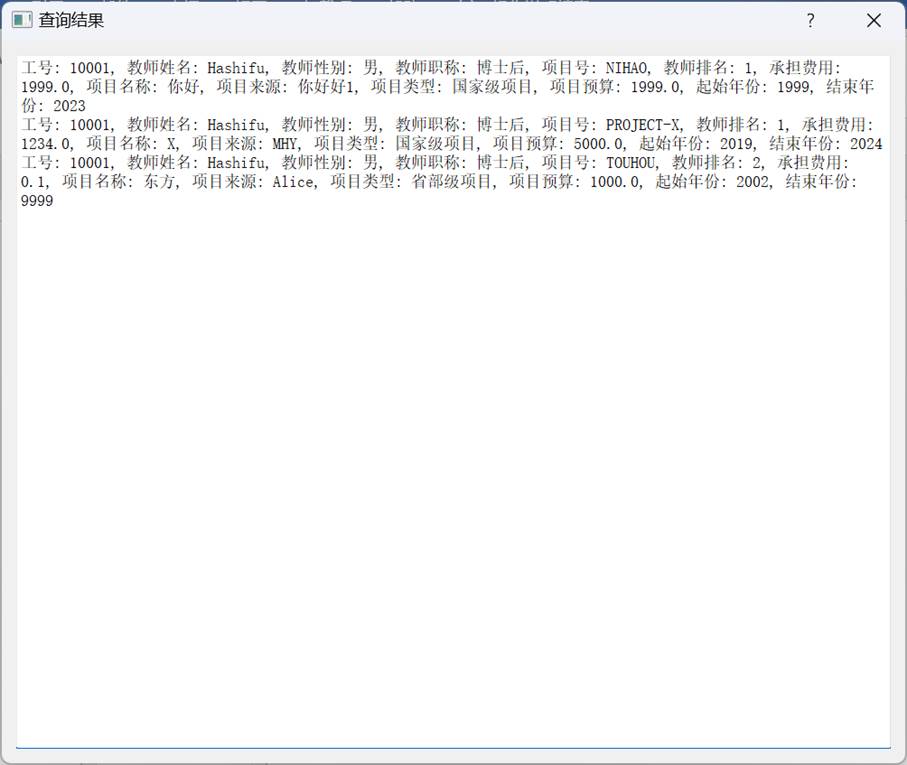 查询结果
?
工号: 10001, 教师姓名: Hashifu, 教师性别: 男, 教师职称: 博士后, 项目号: NIHAO, 教师排名: 1, 承担费用:
1999.0, 项目名称: 你好, 项目来源: 你好好1, 项目类型: 国家级项目, 项目预算: 1999.0, 起始年份: 1999, 结束年
份: 2023
工号: 10001, 教师姓名: Hashifu, 教师性别: 男, 教师职称: 博士后, 项目号: PROJECT-X, 教师排名: 1, 承担费用:
1234.0, 项目名称: X, 项目来源: MHY, 项目类型: 国家级项目, 项目预算: 5000.0, 起始年份: 2019, 结束年份: 2024
工号: 10001, 教师姓名: Hashifu, 教师性别: 男, 教师职称: 博士后, 项目号: TOUHOU, 教师排名: 2, 承担费用:
0.1, 项目名称: 东方, 项目来源: Alice, 项目类型: 省部级项目, 项目预算: 1000.0, 起始年份: 2002, 结束年份:
9999